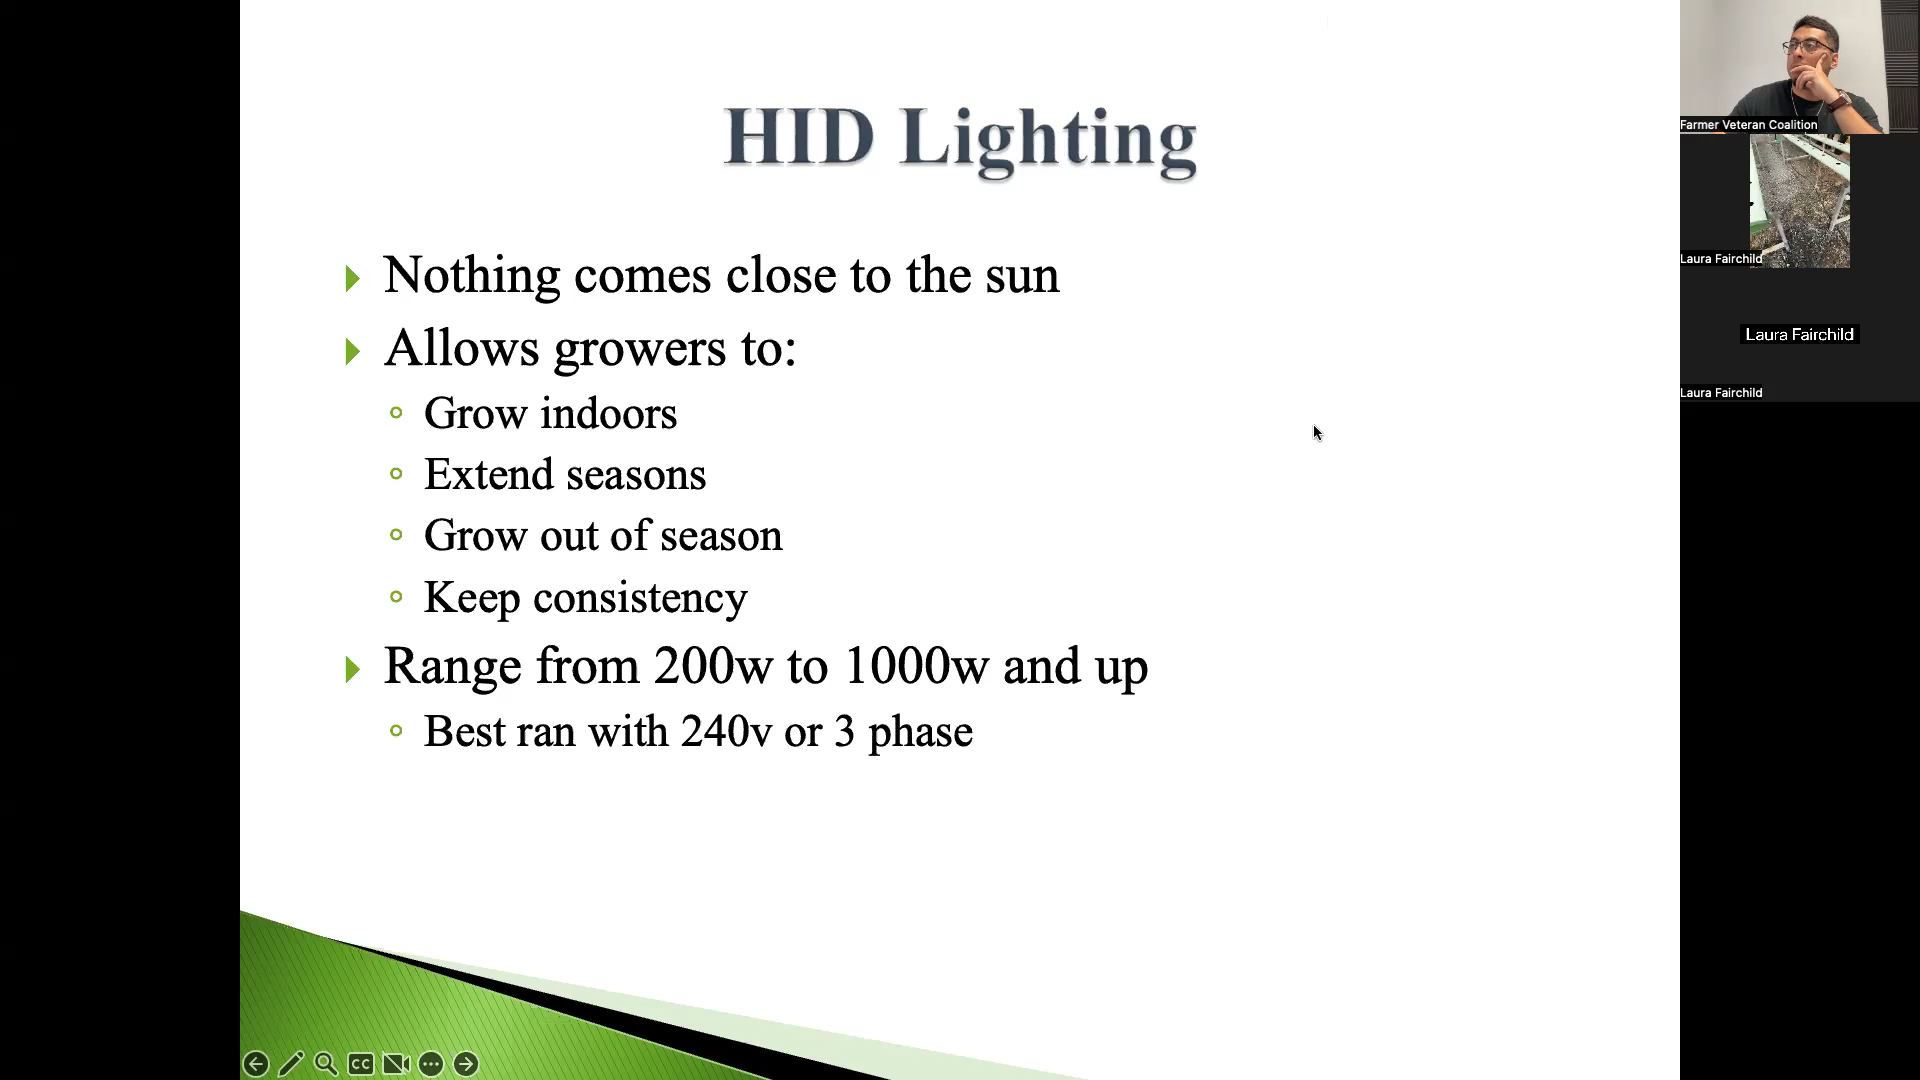 HID Lighting
Nothing comes close to the sun
Allows growers to:
Grow indoors
Extend seasons
Grow out of season
Keep consistency
Range from 200w to 1000w and up
Best ran with 240v or 3 phase
Farmer Veteran Coalition
Laura Fairchild
Laura Fairchild
Laura Fairchild
CC